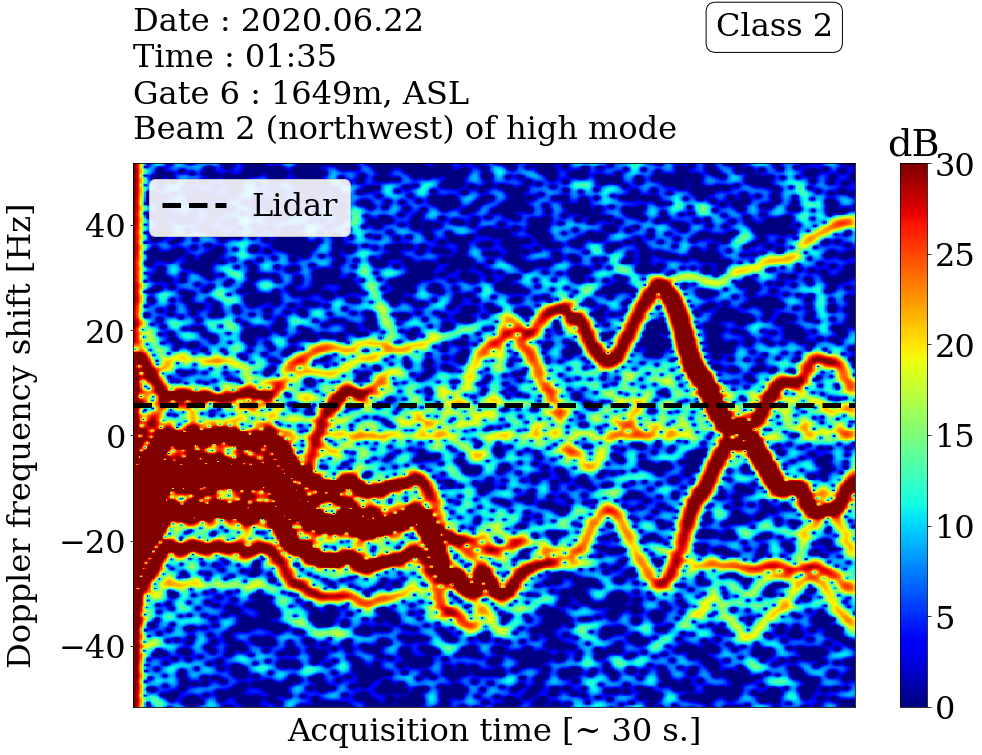 Date : 2020.06.22
Time : 01:35
Gate 6 : 1649m, ASL
Beam 2 (northwest) of high mode
Class 2
dB
Lidar
Doppler frequency shift [Hz]
40
20
0
−20
−40
30
25
20
15
10
5
0
Acquisition time [~ 30 s.]